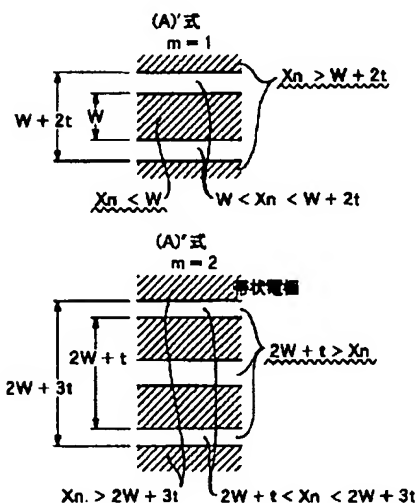 (A)′式
m = 1
Xn > W + 2t
W + 2t
W
Xn < W
W < Xn < W + 2t
(A)′式
m = 2
帯状電極
2W + t
2W + t > Xn
2W + 3t
Xn. > 2W + 3t
2W + t < Xn < 2W + 3t